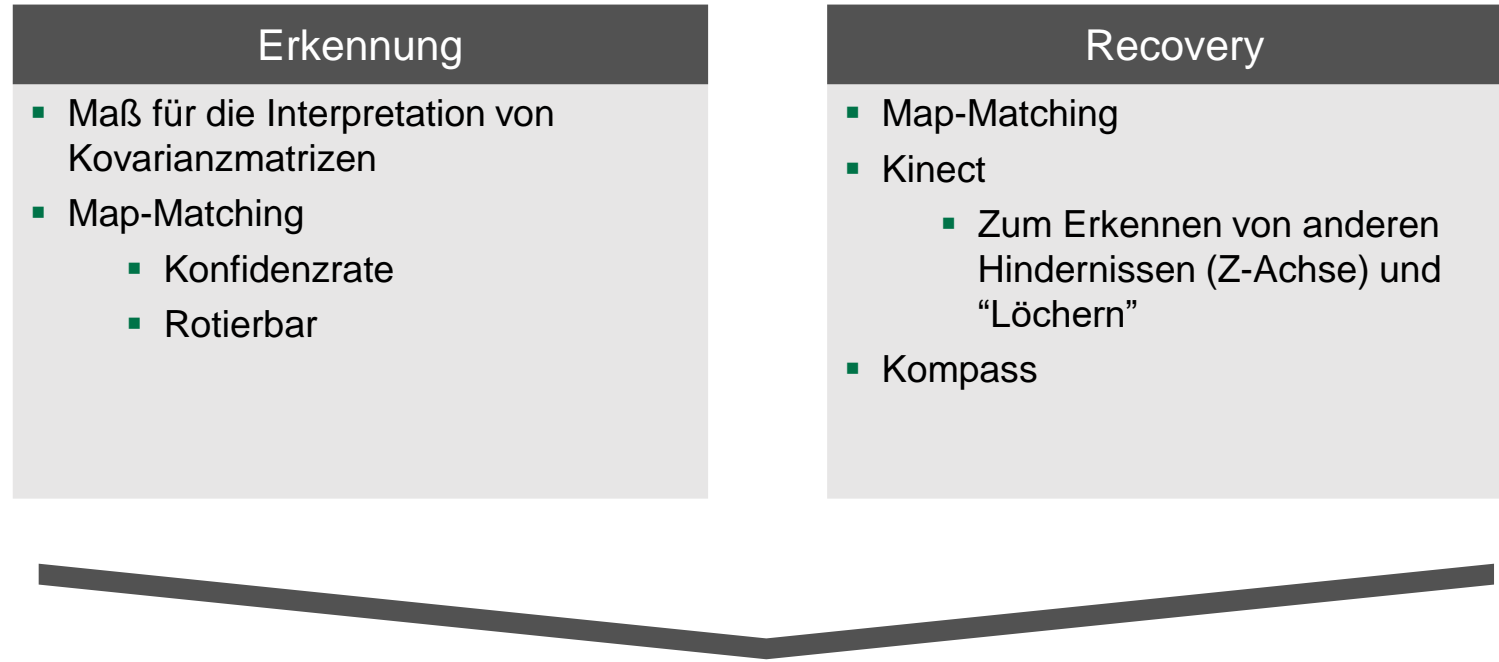 Erkennung
▪ Maß für die Interpretation von
Kovarianzmatrizen
▪ Map-Matching
▪ Konfidenzrate
▪ Rotierbar
Recovery
▪ Map-Matching
▪ Kinect
▪ Zum Erkennen von anderen
Hindernissen (Z-Achse) und
“Löchern”
▪ Kompass